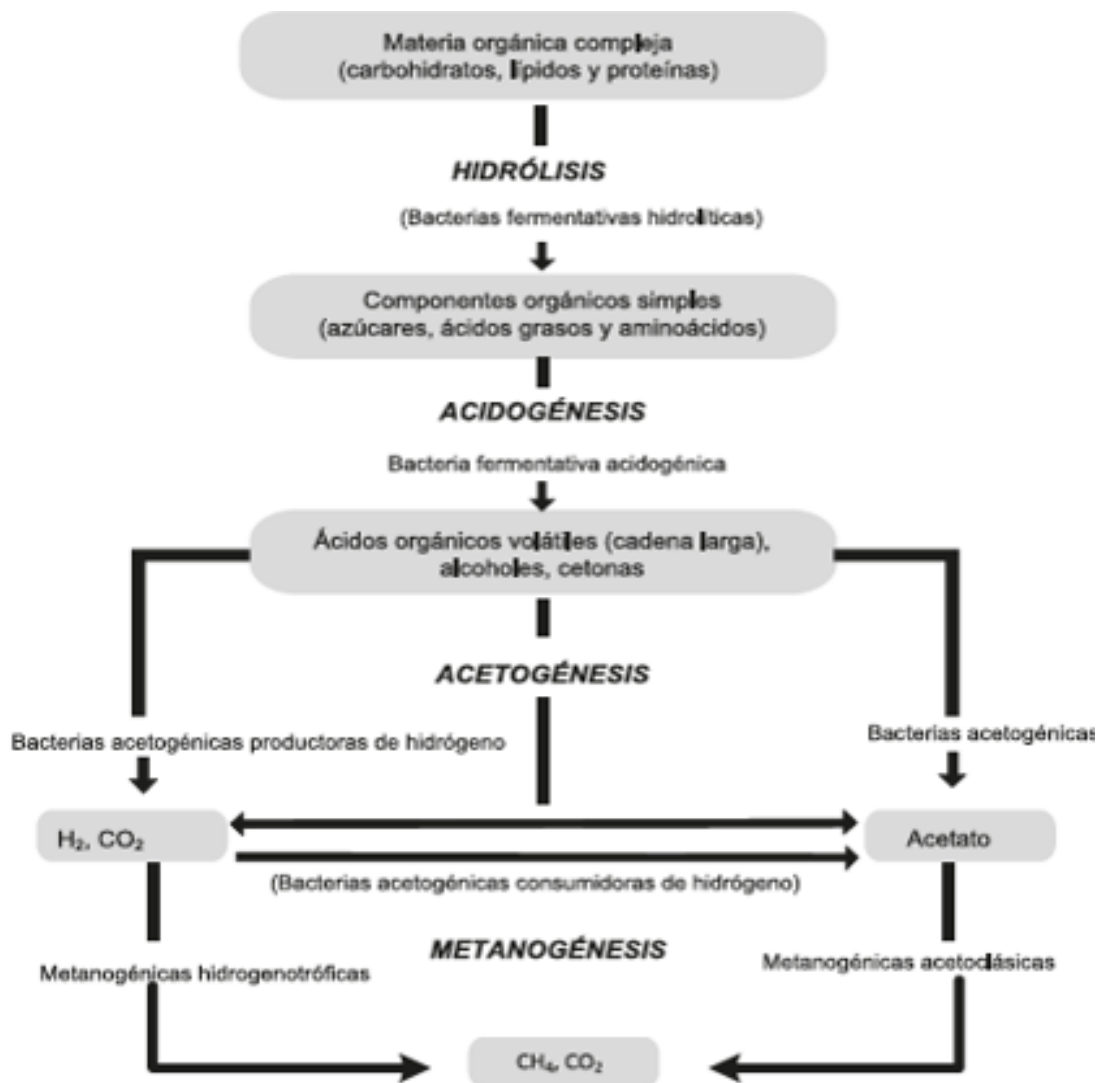 Materia orgánica compleja
(carbohidratos, lípidos y proteínas)
HIDRÓLISIS
(Bacterias fermentativas hidrolíticas)
Componentes orgánicos simples
(azúcares, ácidos grasos y aminoácidos)
ACIDOGÉNESIS
Bacteria fermentativa acidogénica
Ácidos orgánicos volátiles (cadena larga),
alcoholes, cetonas
ACETOGÉNESIS
Bacterias acetogénicas productoras de hidrógeno
Bacterias acetogénicas
H₂, CO₂
Acetato
(Bacterias acetogénicas consumidoras de hidrógeno)
METANOGÉNESIS
Metanogénicas hidrogenotróficas
Metanogénicas acetoclásicas
CH₄, CO₂